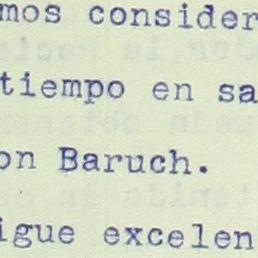 mos consider
tiempo en sa
on Baruch.
igue excelen